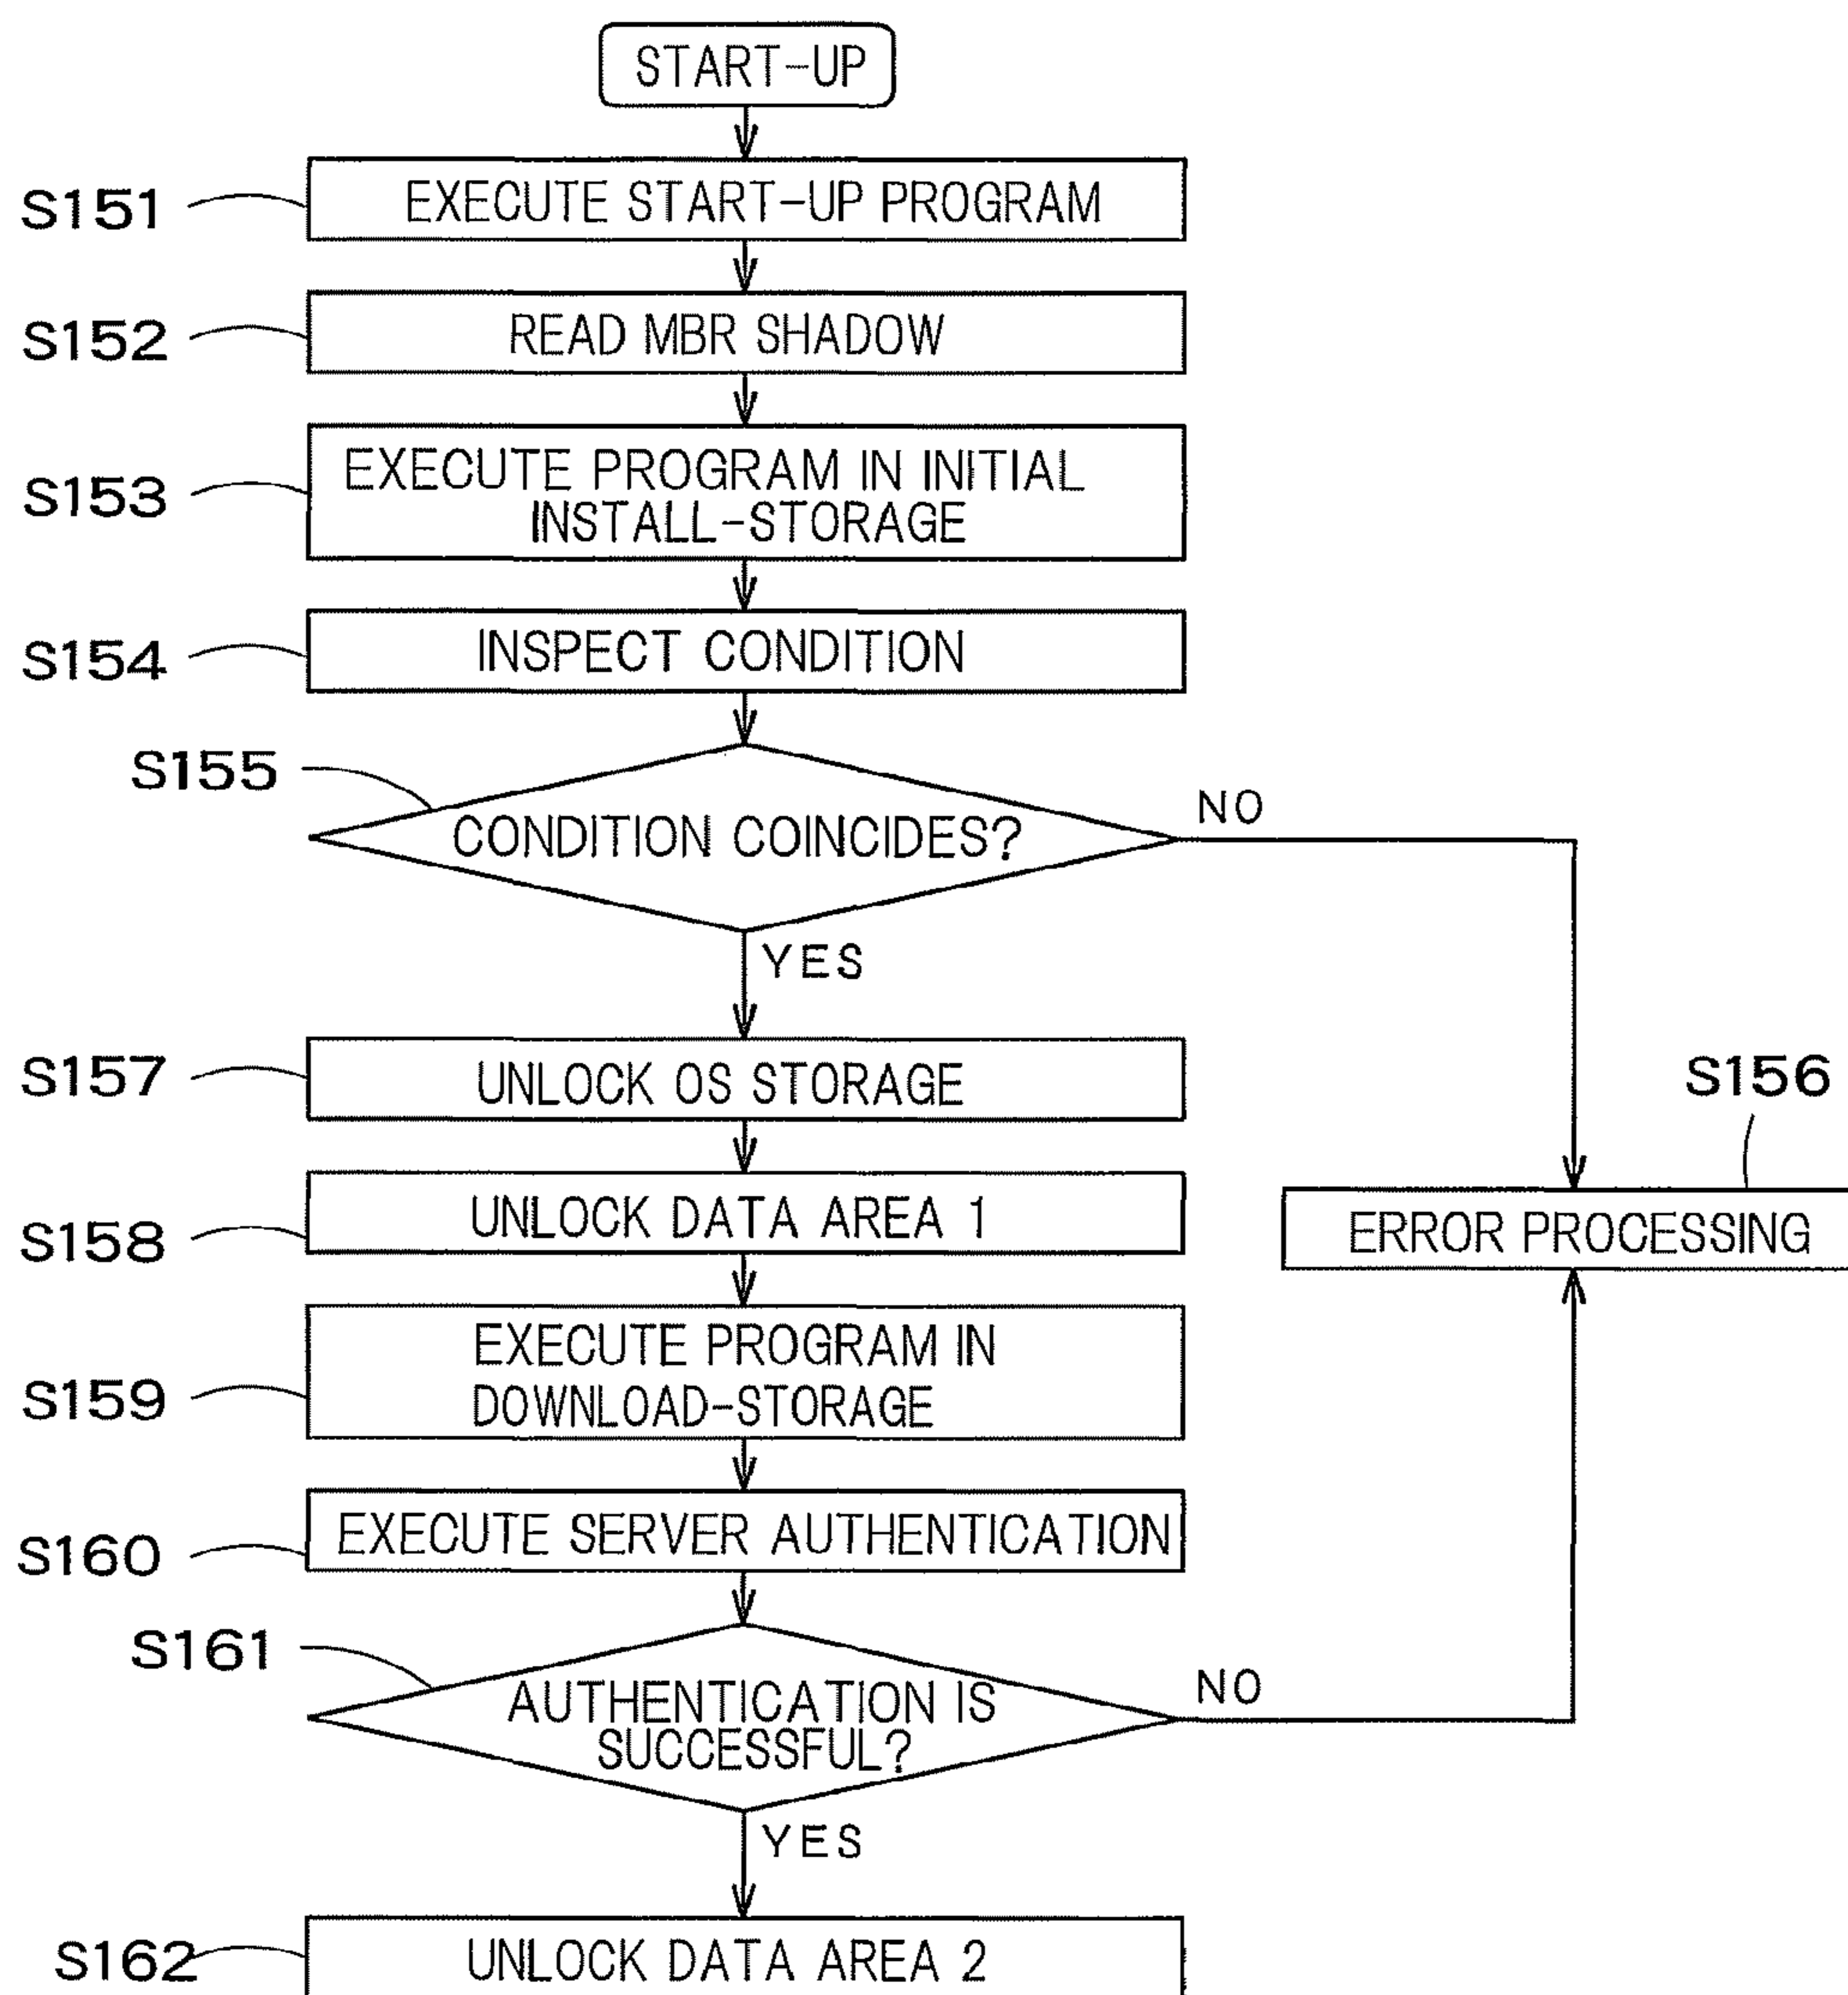 START-UP
S151
EXECUTE START-UP PROGRAM
S152
READ MBR SHADOW
S153
EXECUTE PROGRAM IN INITIAL
INSTALL-STORAGE
S154
INSPECT CONDITION
S155
CONDITION COINCIDES?
NO
YES
S157
UNLOCK OS STORAGE
S156
ERROR PROCESSING
S158
UNLOCK DATA AREA 1
S159
EXECUTE PROGRAM IN
DOWNLOAD-STORAGE
S160
EXECUTE SERVER AUTHENTICATION
S161
AUTHENTICATION IS
SUCCESSFUL?
NO
YES
S162
UNLOCK DATA AREA 2